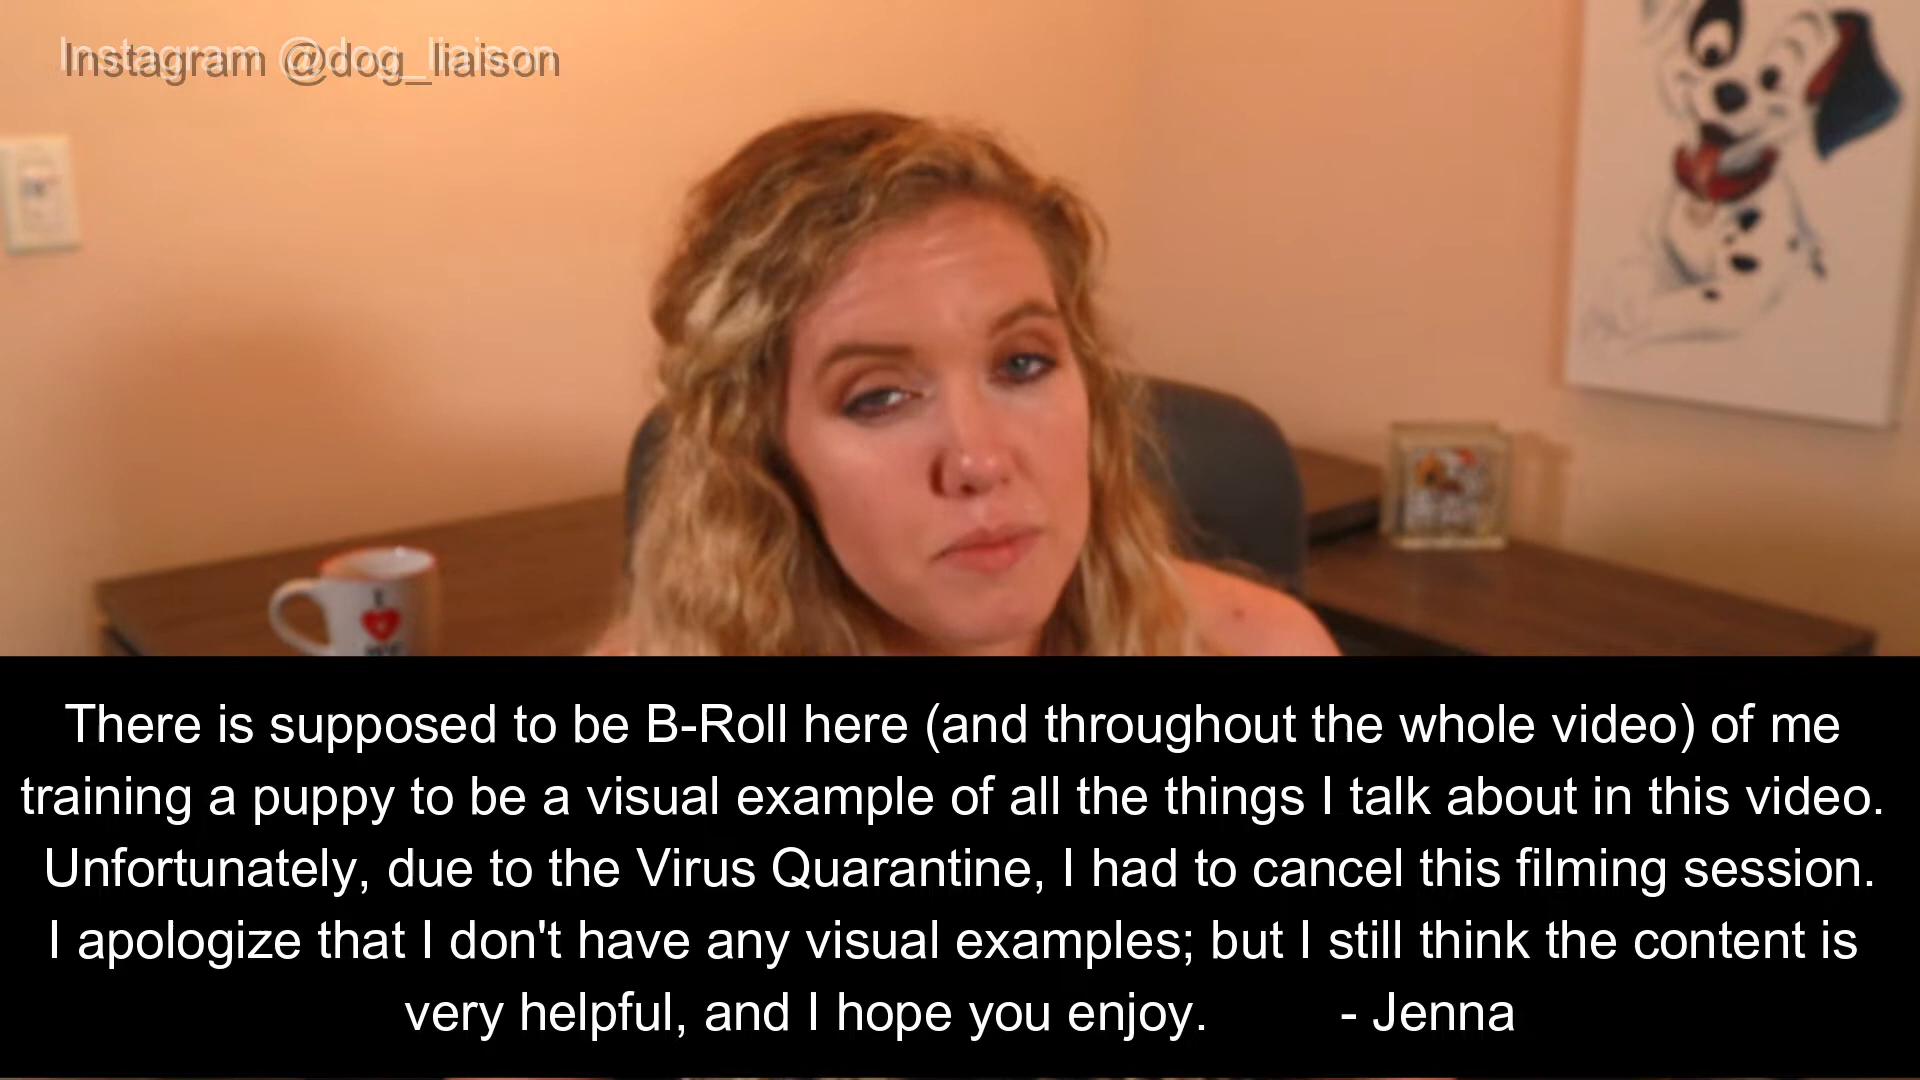 Instagram @dog_liaison
I
There is supposed to be B-Roll here (and throughout the whole video) of me
training a puppy to be a visual example of all the things I talk about in this video.
Unfortunately, due to the Virus Quarantine, I had to cancel this filming session.
I apologize that I don't have any visual examples; but I still think the content is
very helpful, and I hope you enjoy. - Jenna